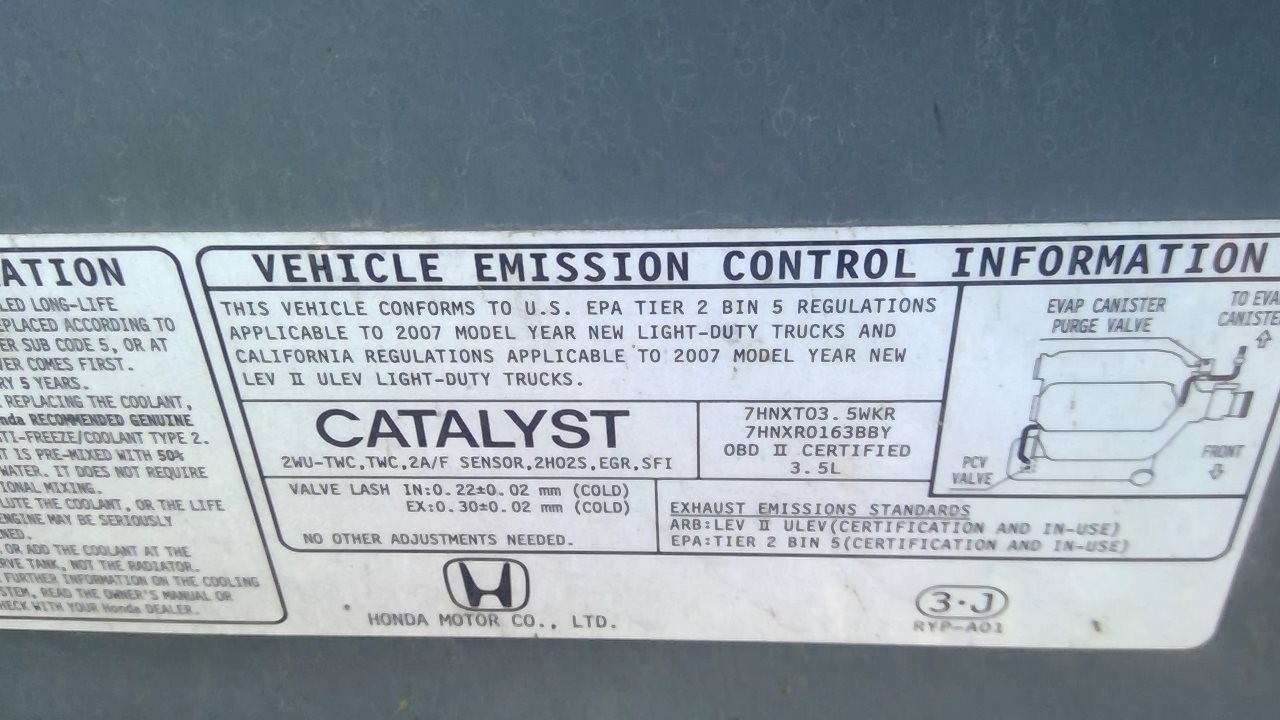 ATION
LED LONG-LIFE
EPLACED ACCORDING TO
ER SUB CODE 5, OR AT
VER COMES FIRST.
RY 5 YEARS.
REPLACING THE COOLANT,
nda RECOMMENDED GENUINE
TI-FREEZE/COOLANT TYPE 2.
T IS PRE-MIXED WITH 50%
WATER. IT DOES NOT REQUIRE
IONAL MIXING.
LUTE THE COOLANT, OR THE LIFE
ENGINE MAY BE SERIOUSLY
NED.
OR ADD THE COOLANT AT THE
RVE TANK, NOT THE RADIATOR.
FURTHER INFORMATION ON THE COOLING
STEM, READ THE OWNER'S MANUAL OR
HECK WITH YOUR Honda DEALER.
VEHICLE EMISSION CONTROL INFORMATION
THIS VEHICLE CONFORMS TO U.S. EPA TIER 2 BIN 5 REGULATIONS
APPLICABLE TO 2007 MODEL YEAR NEW LIGHT-DUTY TRUCKS AND
CALIFORNIA REGULATIONS APPLICABLE TO 2007 MODEL YEAR NEW
LEV II ULEV LIGHT-DUTY TRUCKS.
CATALYST
2WU-TWC,TWC,2A/F SENSOR,2HO2S,EGR,SFI
7HNXT03.5WKR
7HNXR0163BBY
OBD II CERTIFIED
3.5L
EVAP CANISTER
PURGE VALVE
TO EVA
CANISTE
PCV
VALVE
FRONT
VALVE LASH IN:0.22±0.02 mm (COLD)
EX:0.30±0.02 mm (COLD)
NO OTHER ADJUSTMENTS NEEDED.
EXHAUST EMISSIONS STANDARDS
ARB:LEV II ULEV(CERTIFICATION AND IN-USE)
EPA:TIER 2 BIN 5(CERTIFICATION AND IN-USE)
HONDA MOTOR CO., LTD.
3·J
RYP-A01